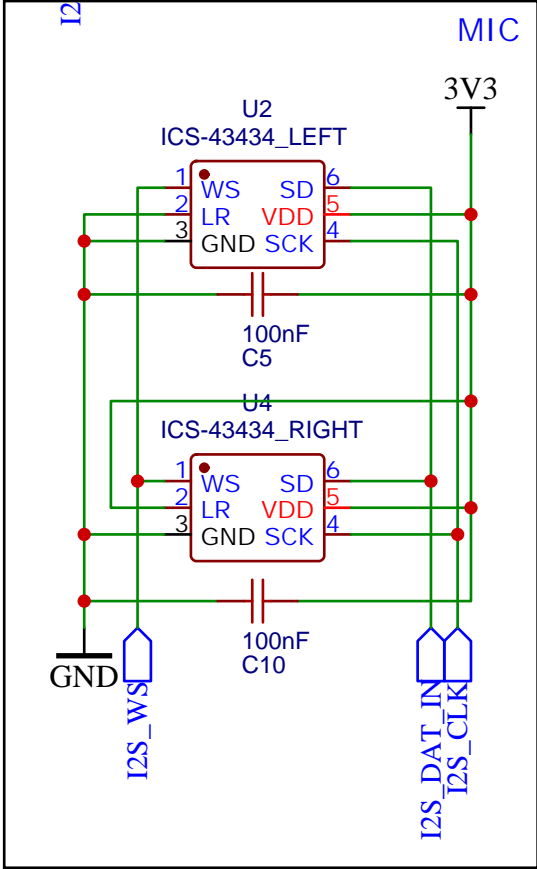 I2
MIC
3V3
U2
ICS-43434_LEFT
1 WS SD 6
2 LR VDD 5
3 GND SCK 4
100nF
C5
U4
ICS-43434_RIGHT
1 WS SD 6
2 LR VDD 5
3 GND SCK 4
100nF
C10
GND
I2S_WS
I2S_DAT_IN
I2S_CLK